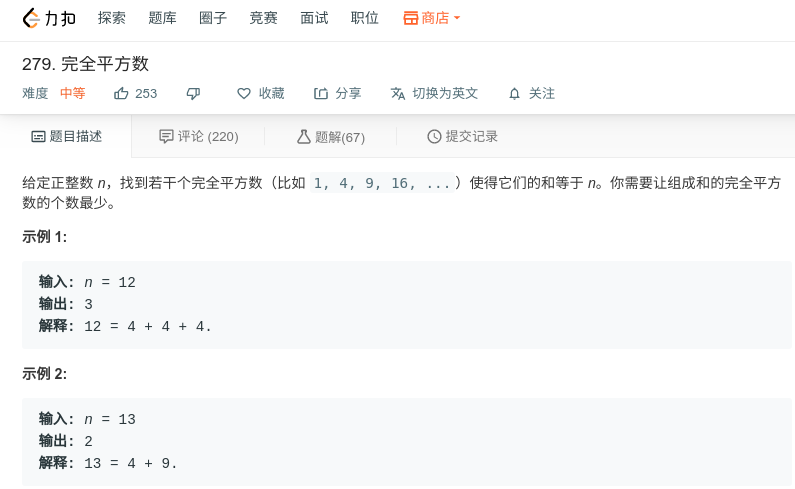 力扣 探索 题库 圈子 竞赛 面试 职位 商店
279. 完全平方数
难度 中等 253 收藏 分享 切换为英文 关注
题目描述 评论 (220) 题解(67) 提交记录
给定正整数 n，找到若干个完全平方数（比如 1, 4, 9, 16, ...）使得它们的和等于 n。你需要让组成和的完全平方
数的个数最少。
示例 1:
输入: n = 12
输出: 3
解释: 12 = 4 + 4 + 4.
示例 2:
输入: n = 13
输出: 2
解释: 13 = 4 + 9.